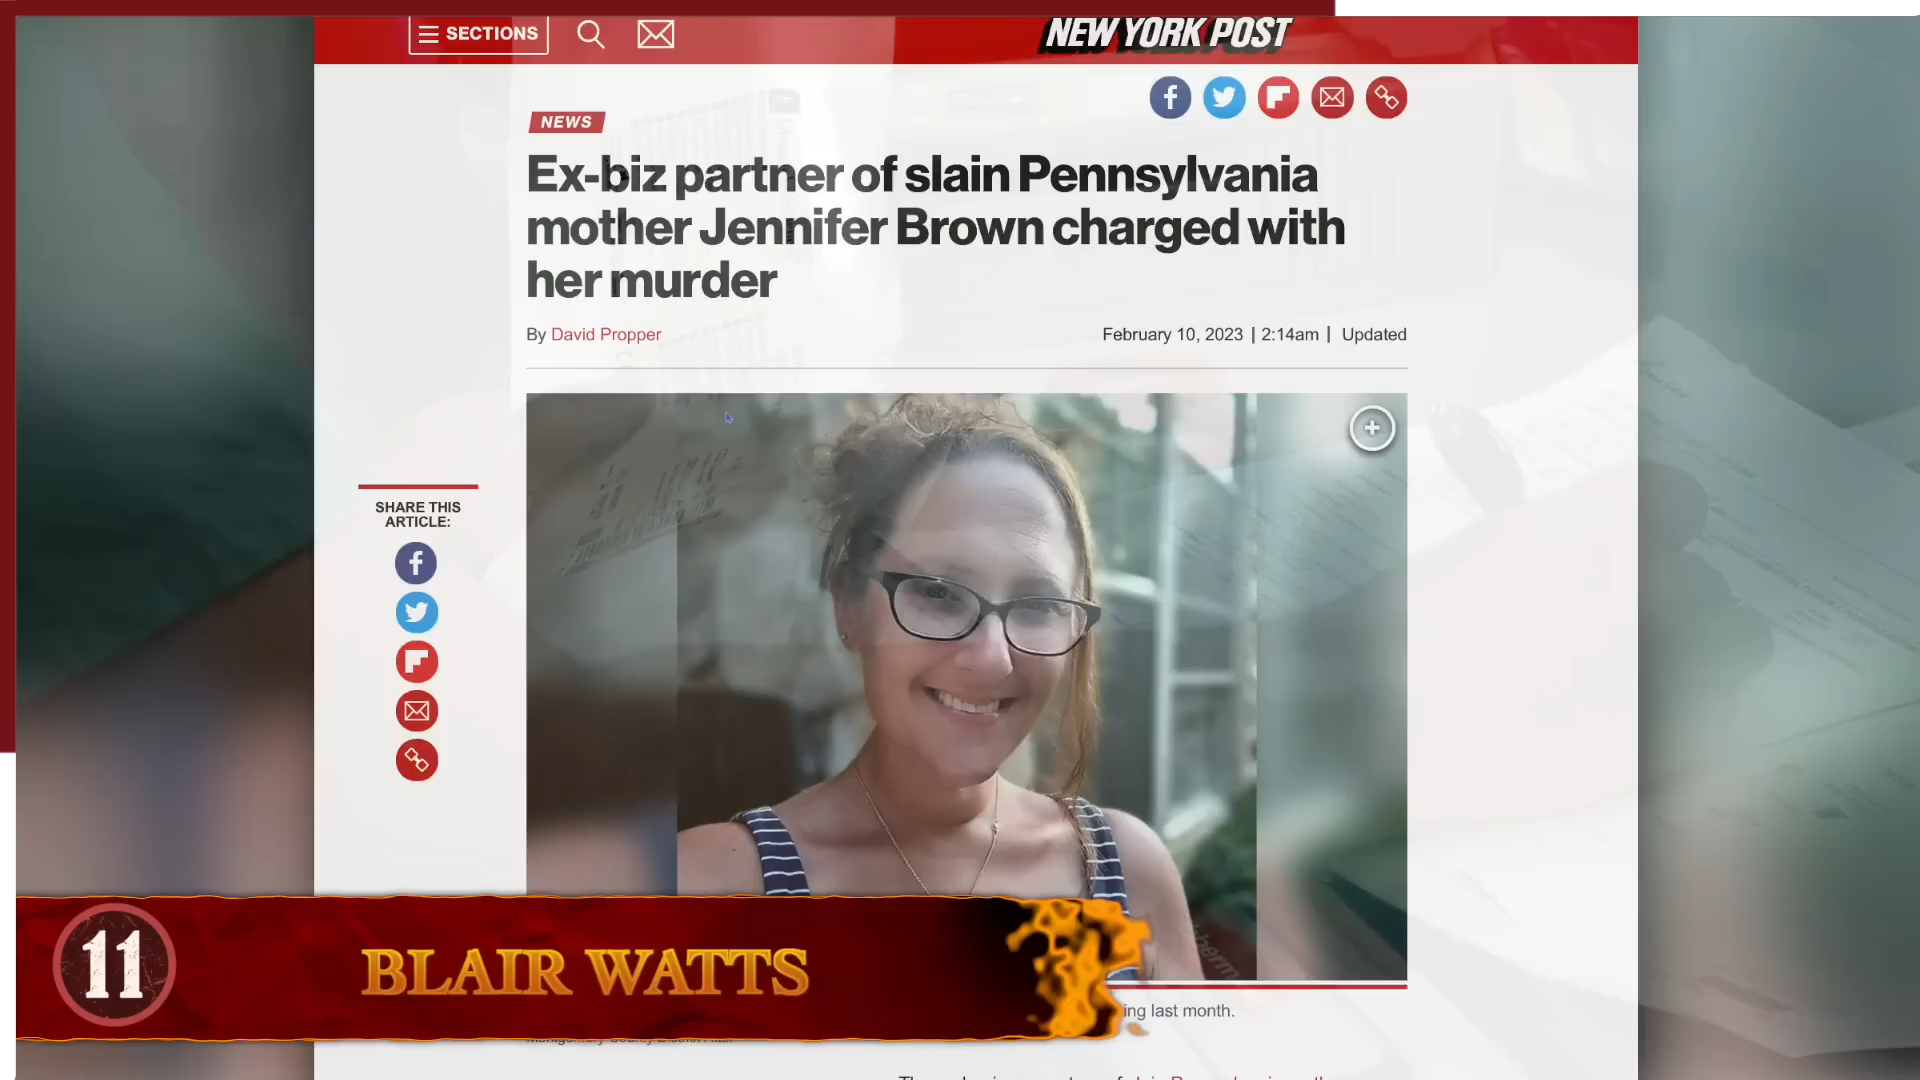 SECTIONS
NEW YORK POST
NEWS
Ex-biz partner of slain Pennsylvania
mother Jennifer Brown charged with
her murder
By David Propper
February 10, 2023 | 2:14am | Updated
SHARE THIS
ARTICLE:
11
BLAIR WATTS
ing last month.